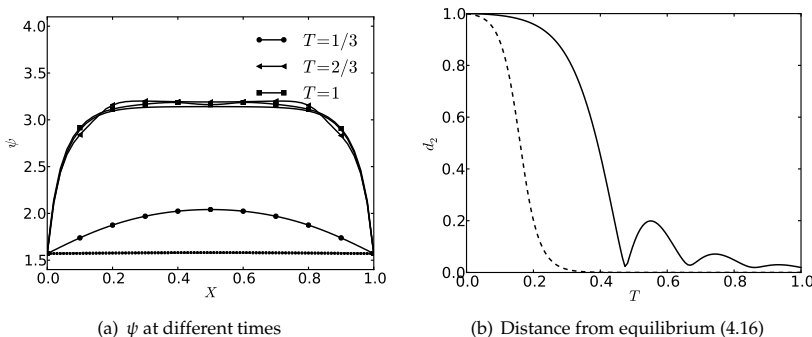 4.0
3.5
3.0
2.5
2.0
1.5
ψ
0.0 0.2 0.4 0.6 0.8 1.0
X
T=1/3
T=2/3
T=1
(a) ψ at different times
1.0
0.8
0.6
0.4
0.2
0.0
d₂
0.0 0.2 0.4 0.6 0.8 1.0
T
(b) Distance from equilibrium (4.16)